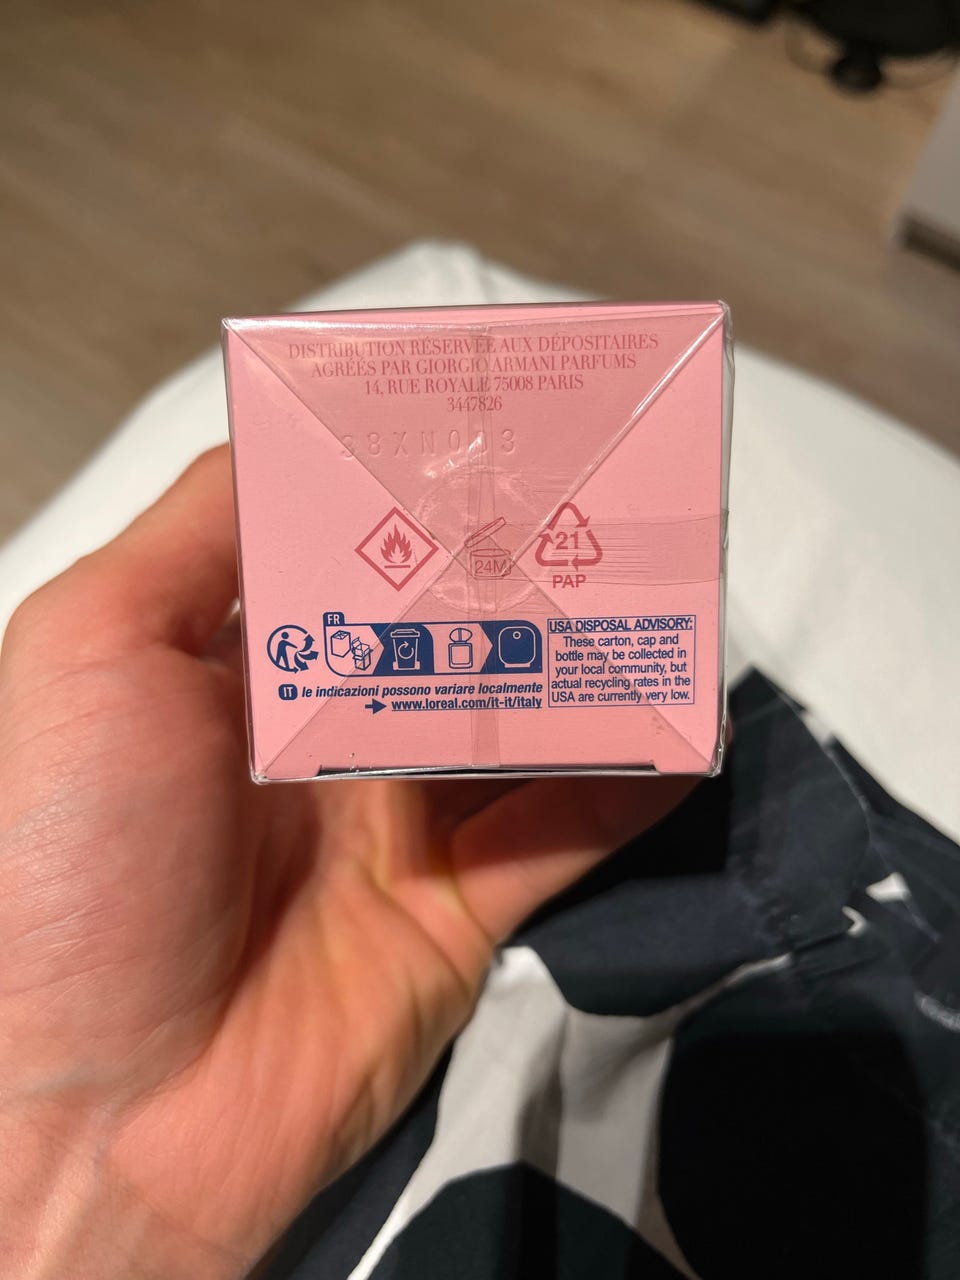 DISTRIBUTION RÉSERVÉE AUX DÉPOSITAIRES
AGRÉÉS PAR GIORGIO ARMANI PARFUMS
14, RUE ROYALE 75008 PARIS
3447826
24M
21
PAP
FR
IT le indicazioni possono variare localmente
www.loreal.com/it-it/italy
USA DISPOSAL ADVISORY:
These carton, cap and
bottle may be collected in
your local community, but
actual recycling rates in the
USA are currently very low.